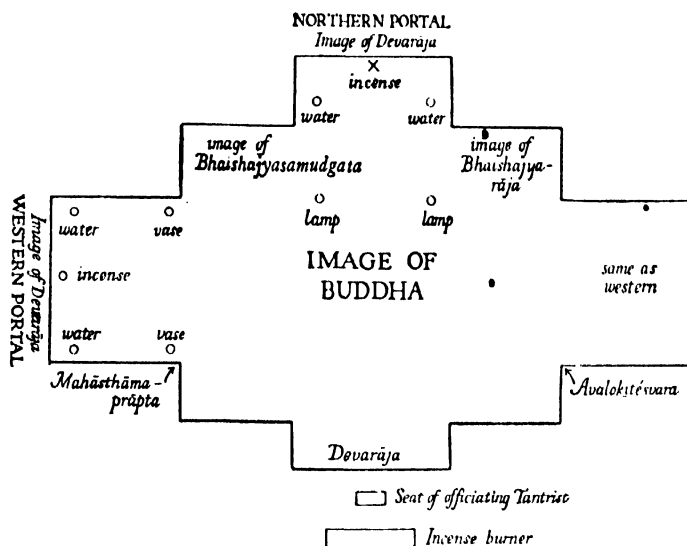 NORTHERN PORTAL
Image of Devarāja
incense
water
water
image of
Bhaishajyasamudgata
image of
Bhaishajya-
rāja
Image of Devarāja
WESTERN PORTAL
water
vase
lamp
lamp
incense
IMAGE OF
BUDDHA
same as
western
water
vase
Mahāsthāma-
prāpta
Avalokitésvara
Devarāja
Seat of officiating Tantrist
Incense burner